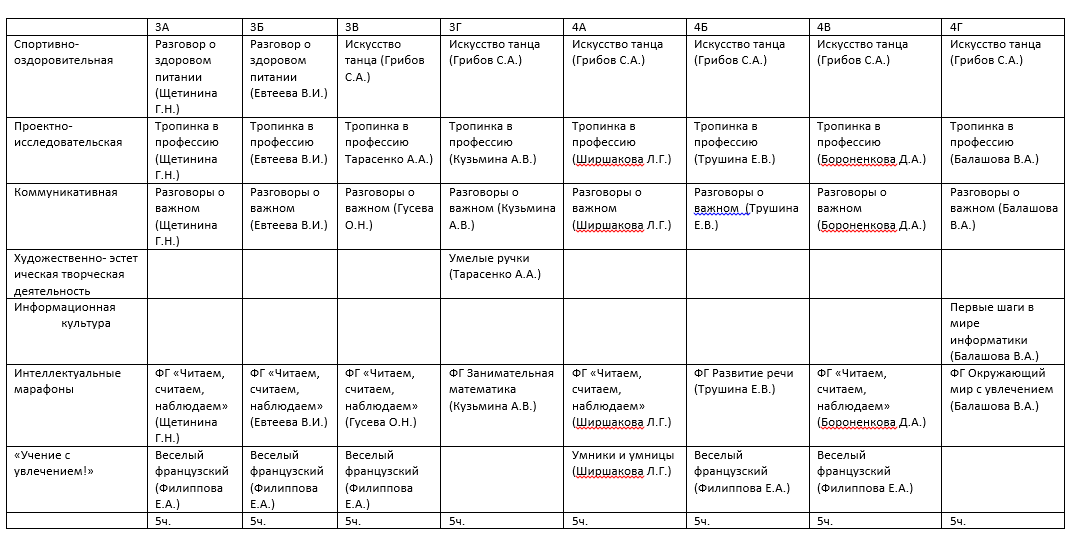 3А 3Б 3В 3Г 4А 4Б 4В 4Г
Спортивно-
оздоровительная
Разговор о
здоровом
питании
(Щетинина
Г.Н.)
Разговор о
здоровом
питании
(Евтеева В.И.)
Искусство
танца (Грибов
С.А.)
Искусство танца
(Грибов С.А.)
Искусство танца
(Грибов С.А.)
Искусство танца
(Грибов С.А.)
Искусство танца
(Грибов С.А.)
Искусство танца
(Грибов С.А.)
Проектно-
исследовательская
Тропинка в
профессию
(Щетинина
Г.Н.)
Тропинка в
профессию
(Евтеева В.И.)
Тропинка в
профессию
Тарасенко А.А.)
Тропинка в
профессию
(Кузьмина А.В.)
Тропинка в
профессию
(Ширшакова Л.Г.)
Тропинка в
профессию
(Трушина Е.В.)
Тропинка в
профессию
(Бороненкова Д.А.)
Тропинка в
профессию
(Балашова В.А.)
Коммуникативная
Разговоры о
важном
(Щетинина
Г.Н.)
Разговоры о
важном
(Евтеева В.И.)
Разговоры о
важном (Гусева
О.Н.)
Разговоры о
важном (Кузьмина
А.В.)
Разговоры о
важном
(Ширшакова Л.Г.)
Разговоры о
важном (Трушина
Е.В.)
Разговоры о
важном
(Бороненкова Д.А.)
Разговоры о
важном (Балашова
В.А.)
Художественно- эстет
ическая творческая
деятельность
Умелые ручки
(Тарасенко А.А.)
Информационная
культура
Первые шаги в
мире
информатики
(Балашова В.А.)
Интеллектуальные
марафоны
ФГ «Читаем,
считаем,
наблюдаем»
(Щетинина
Г.Н.)
ФГ «Читаем,
считаем,
наблюдаем»
(Евтеева В.И.)
ФГ «Читаем,
считаем,
наблюдаем»
(Гусева О.Н.)
ФГ Занимательная
математика
(Кузьмина А.В.)
ФГ «Читаем,
считаем,
наблюдаем»
(Ширшакова Л.Г.)
ФГ Развитие речи
(Трушина Е.В.)
ФГ «Читаем,
считаем,
наблюдаем»
(Бороненкова Д.А.)
ФГ Окружающий
мир с увлечением
(Балашова В.А.)
«Учение с
увлечением!»
Веселый
французский
(Филиппова
Е.А.)
Веселый
французский
(Филиппова
Е.А.)
Веселый
французский
(Филиппова
Е.А.)
Умники и умницы
(Ширшакова Л.Г.)
Веселый
французский
(Филиппова Е.А.)
Веселый
французский
(Филиппова Е.А.)
5ч. 5ч. 5ч. 5ч. 5ч. 5ч. 5ч. 5ч.